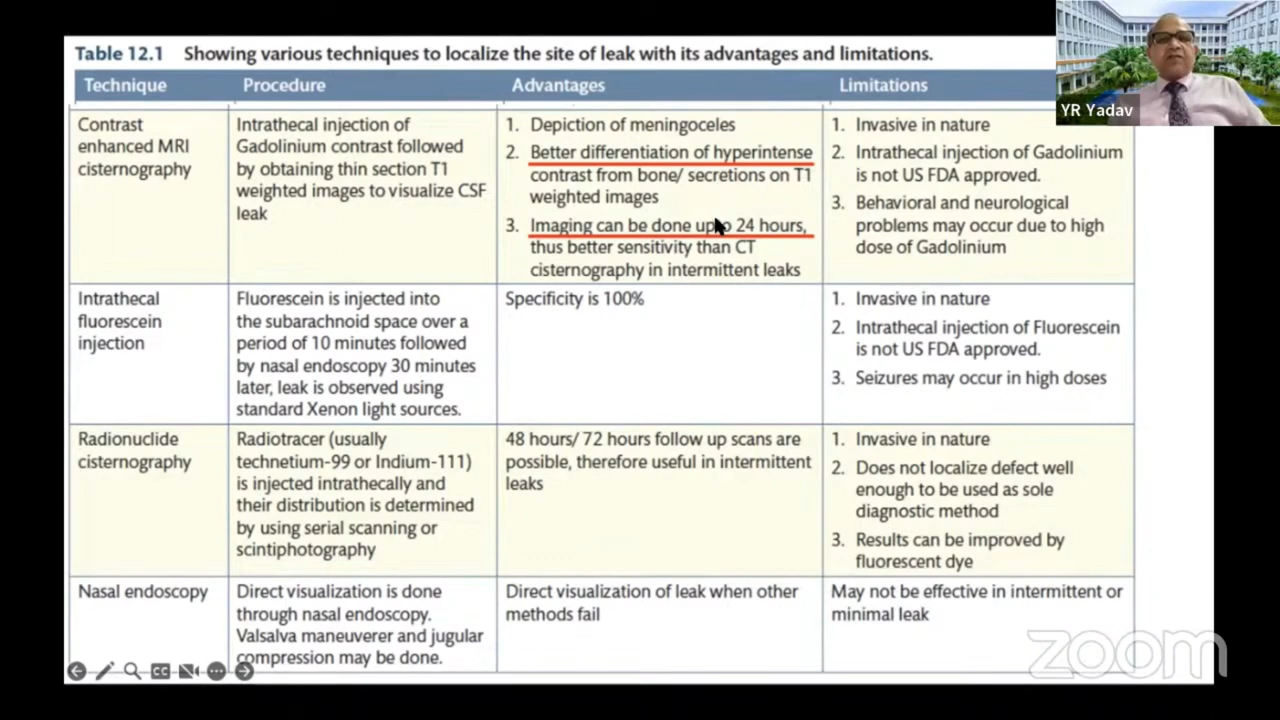 Table 12.1 Showing various techniques to localize the site of leak with its advantages and limitations.
Technique
Procedure
Advantages
Limitations
Contrast
enhanced MRI
cisternography
Intrathecal injection of
Gadolinium contrast followed
by obtaining thin section T1
weighted images to visualize CSF
leak
1. Depiction of meningoceles
2. Better differentiation of hyperintense
contrast from bone/ secretions on T1
weighted images
3. Imaging can be done upto 24 hours,
thus better sensitivity than CT
cisternography in intermittent leaks
1. Invasive in nature
2. Intrathecal injection of Gadolinium
is not US FDA approved.
3. Behavioral and neurological
problems may occur due to high
dose of Gadolinium
Intrathecal
fluorescein
injection
Fluorescein is injected into
the subarachnoid space over a
period of 10 minutes followed
by nasal endoscopy 30 minutes
later, leak is observed using
standard Xenon light sources.
Specificity is 100%
1. Invasive in nature
2. Intrathecal injection of Fluorescein
is not US FDA approved.
3. Seizures may occur in high doses
Radionuclide
cisternography
Radiotracer (usually
technetium-99 or Indium-111)
is injected intrathecally and
their distribution is determined
by using serial scanning or
scintiphotography
48 hours/ 72 hours follow up scans are
possible, therefore useful in intermittent
leaks
1. Invasive in nature
2. Does not localize defect well
enough to be used as sole
diagnostic method
3. Results can be improved by
fluorescent dye
Nasal endoscopy
Direct visualization is done
through nasal endoscopy.
Valsalva maneuverer and jugular
compression may be done.
Direct visualization of leak when other
methods fail
May not be effective in intermittent or
minimal leak
YR Yadav
CC
zoom